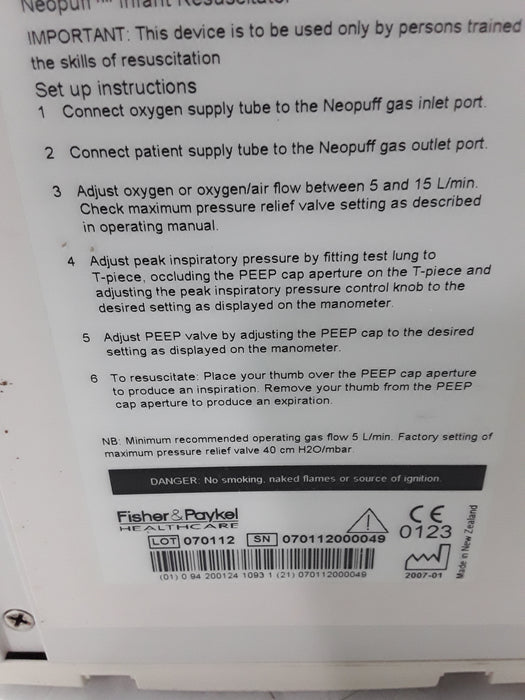 Neopuff™ Infant Resuscitator
IMPORTANT: This device is to be used only by persons trained
the skills of resuscitation
Set up instructions
1 Connect oxygen supply tube to the Neopuff gas inlet port.
2 Connect patient supply tube to the Neopuff gas outlet port.
3 Adjust oxygen or oxygen/air flow between 5 and 15 L/min.
Check maximum pressure relief valve setting as described
in operating manual.
4 Adjust peak inspiratory pressure by fitting test lung to
T-piece, occluding the PEEP cap aperture on the T-piece and
adjusting the peak inspiratory pressure control knob to the
desired setting as displayed on the manometer.
5 Adjust PEEP valve by adjusting the PEEP cap to the desired
setting as displayed on the manometer.
6 To resuscitate: Place your thumb over the PEEP cap aperture
to produce an inspiration. Remove your thumb from the PEEP
cap aperture to produce an expiration.
NB: Minimum recommended operating gas flow 5 L/min. Factory setting of
maximum pressure relief valve 40 cm H2O/mbar.
DANGER: No smoking, naked flames or source of ignition.
Fisher & Paykel
HEALTHCARE
LOT 070112 SN 070112000049
(01) 0 94 200124 1093 1 (21) 070112000049
CE
0123
2007-01
Made in New Zealand